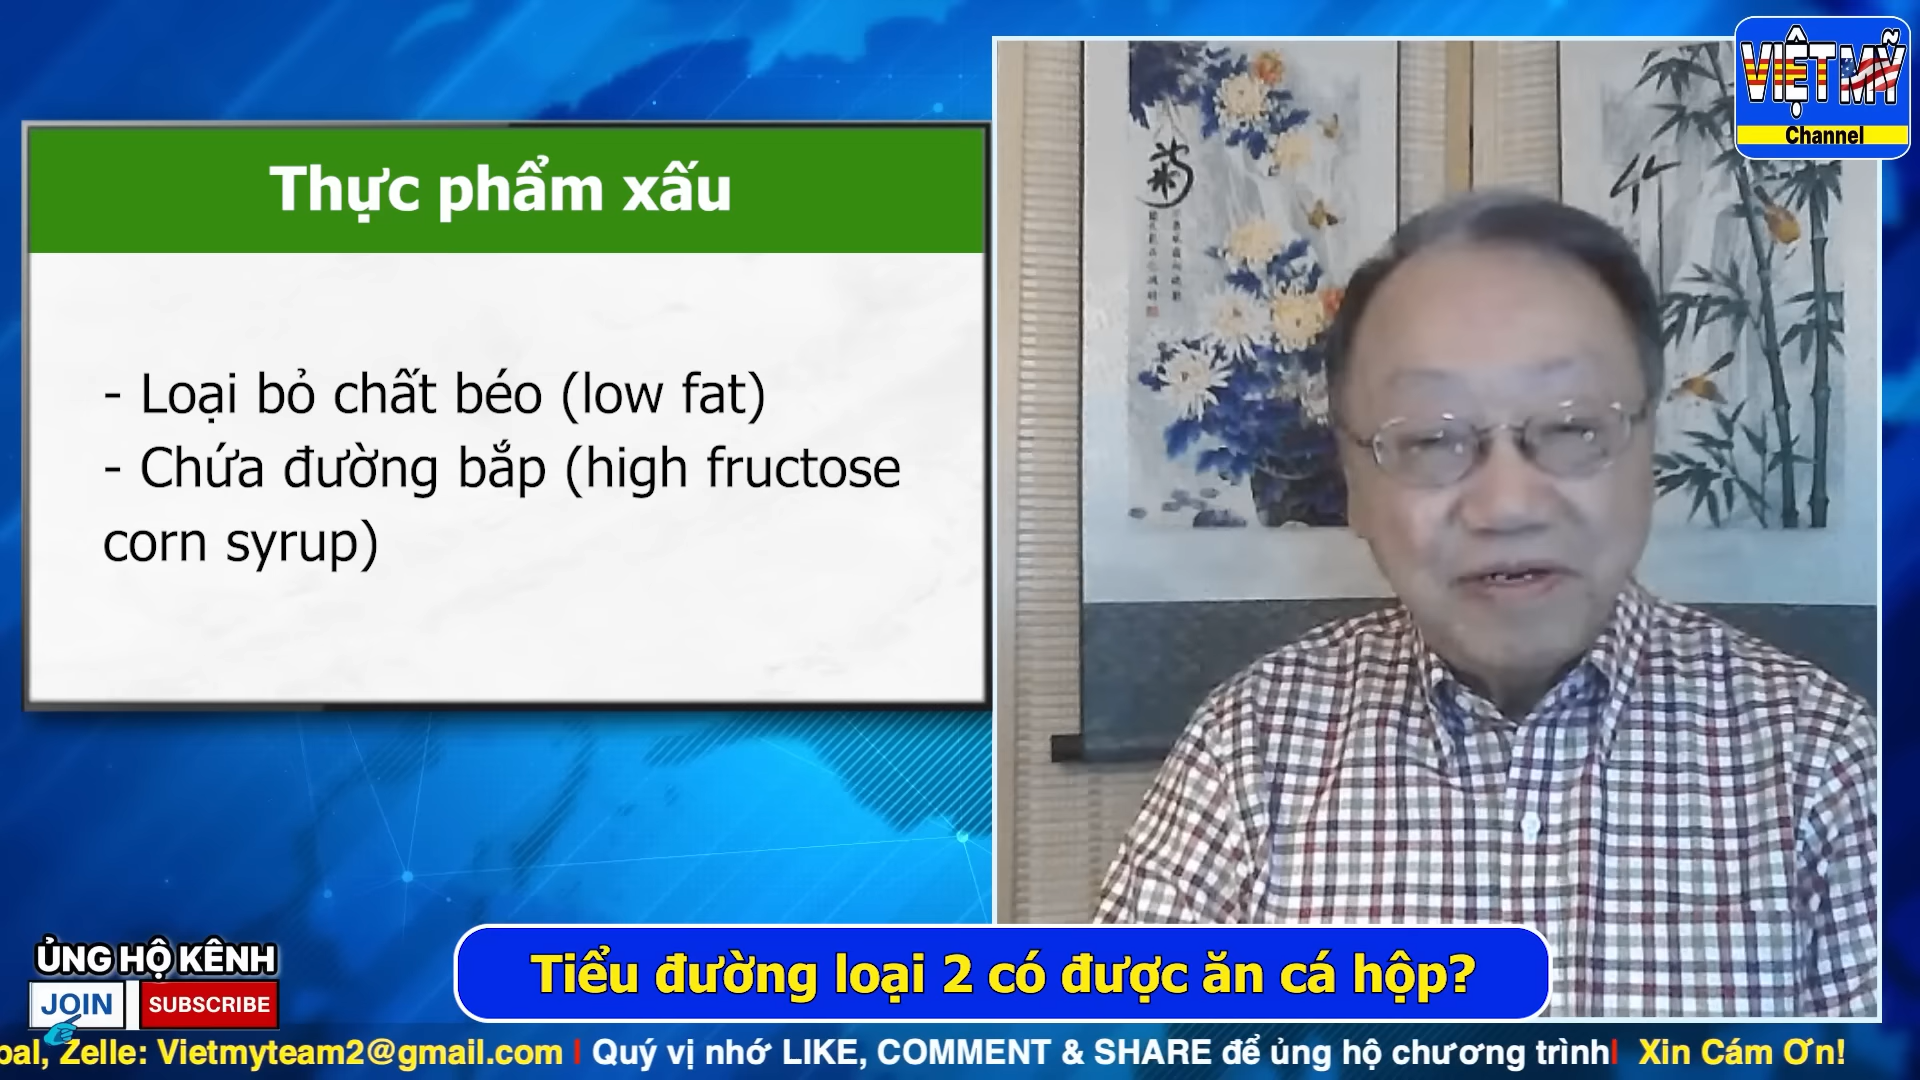 VIỆT MỸ
Channel
Thực phẩm xấu
- Loại bỏ chất béo (low fat)
- Chứa đường bắp (high fructose
corn syrup)
菊
ỦNG HỘ KÊNH
JOIN
SUBSCRIBE
Tiểu đường loại 2 có được ăn cá hộp?
pal, Zelle: Vietmyteam2@gmail.com | Quý vị nhớ LIKE, COMMENT & SHARE để ủng hộ chương trình| Xin Cám Ơn!